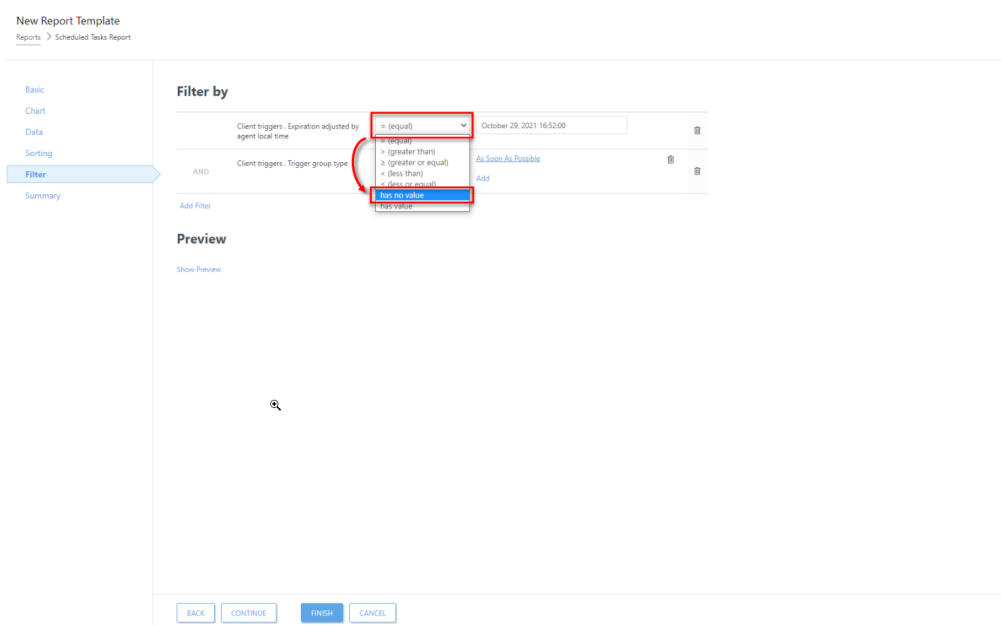 New Report Template
Reports > Scheduled Tasks Report
Basic
Chart
Data
Sorting
Filter
Summary
Filter by
Client triggers . Expiration adjusted by
agent local time
= (equal)
October 29, 2021 16:52:00
= (equal)
> (greater than)
≥ (greater or equal)
< (less than)
≤ (less or equal)
has no value
has value
AND
Client triggers . Trigger group type
As Soon As Possible
Add
Add Filter
Preview
Show Preview
BACK
CONTINUE
FINISH
CANCEL